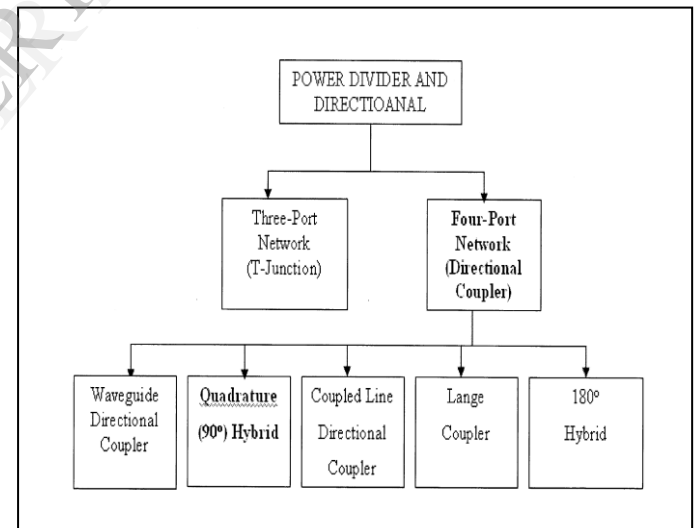 POWER DIVIDER AND
DIRECTIOANAL
Three-Port
Network
(T-Junction)
Four-Port
Network
(Directional
Coupler)
Waveguide
Directional
Coupler
Quadrature
(90º) Hybrid
Coupled Line
Directional
Coupler
Lange
Coupler
180º
Hybrid